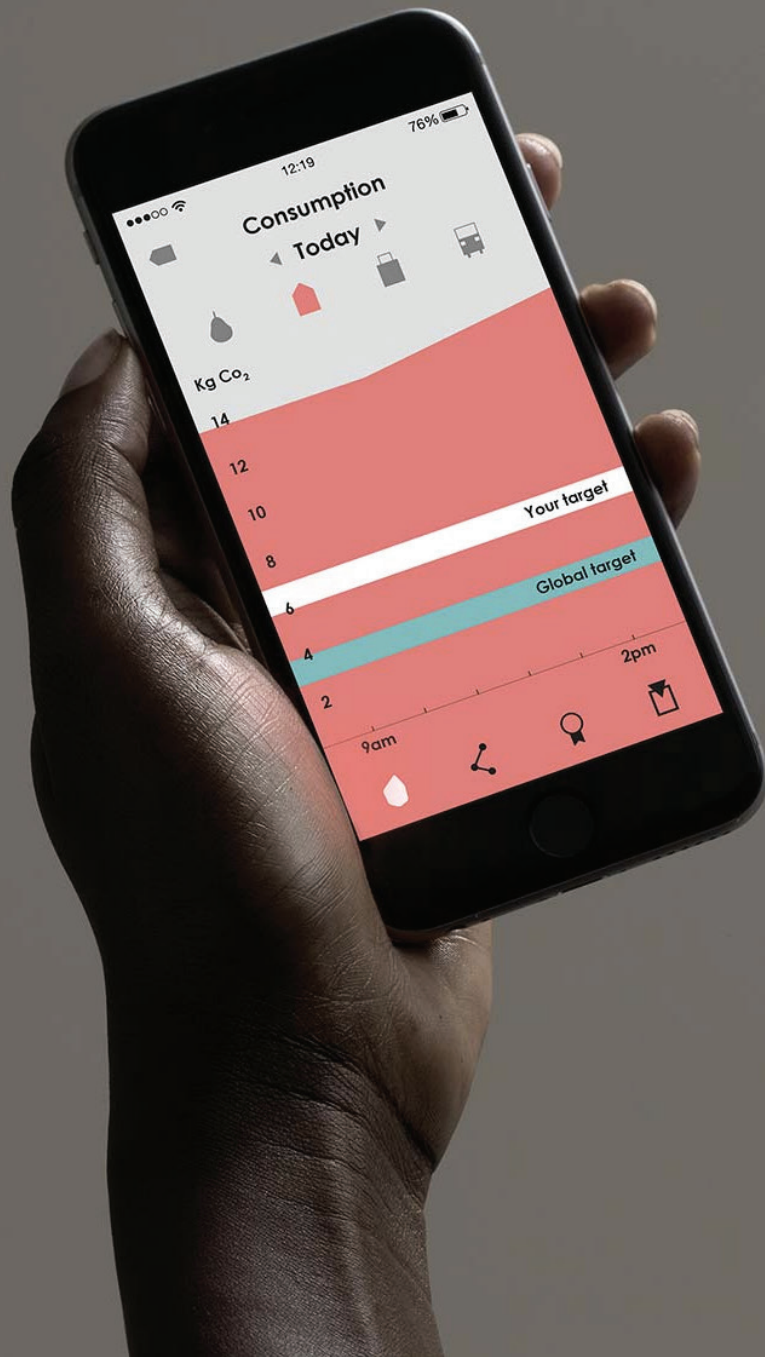 76%
12:19
Consumption
Today
Kg Co₂
14
12
10
8
Your target
6
Global target
4
2
2pm
9am